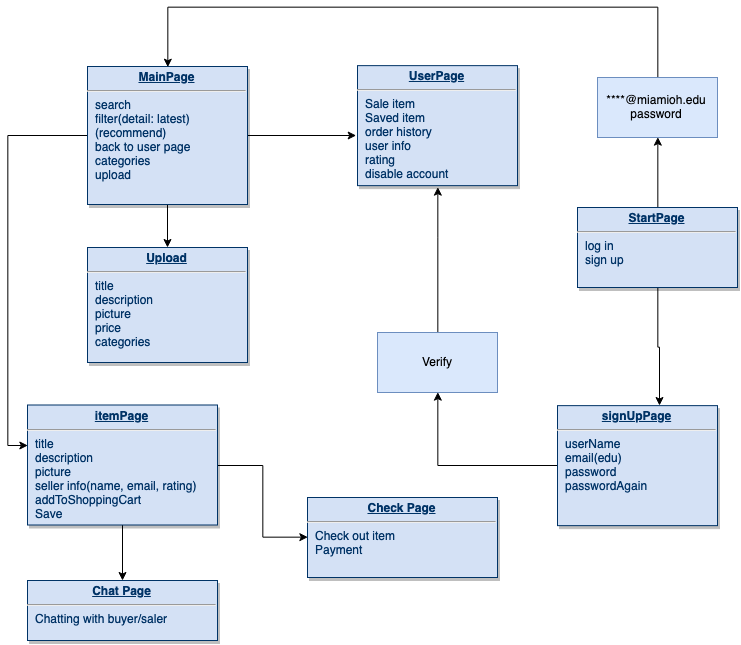 MainPage
search
filter(detail: latest)
(recommend)
back to user page
categories
upload
UserPage
Sale item
Saved item
order history
user info
rating
disable account
****@miamioh.edu
password
StartPage
log in
sign up
Upload
title
description
picture
price
categories
Verify
itemPage
title
description
picture
seller info(name, email, rating)
addToShoppingCart
Save
signUpPage
userName
email(edu)
password
passwordAgain
Check Page
Check out item
Payment
Chat Page
Chatting with buyer/saler